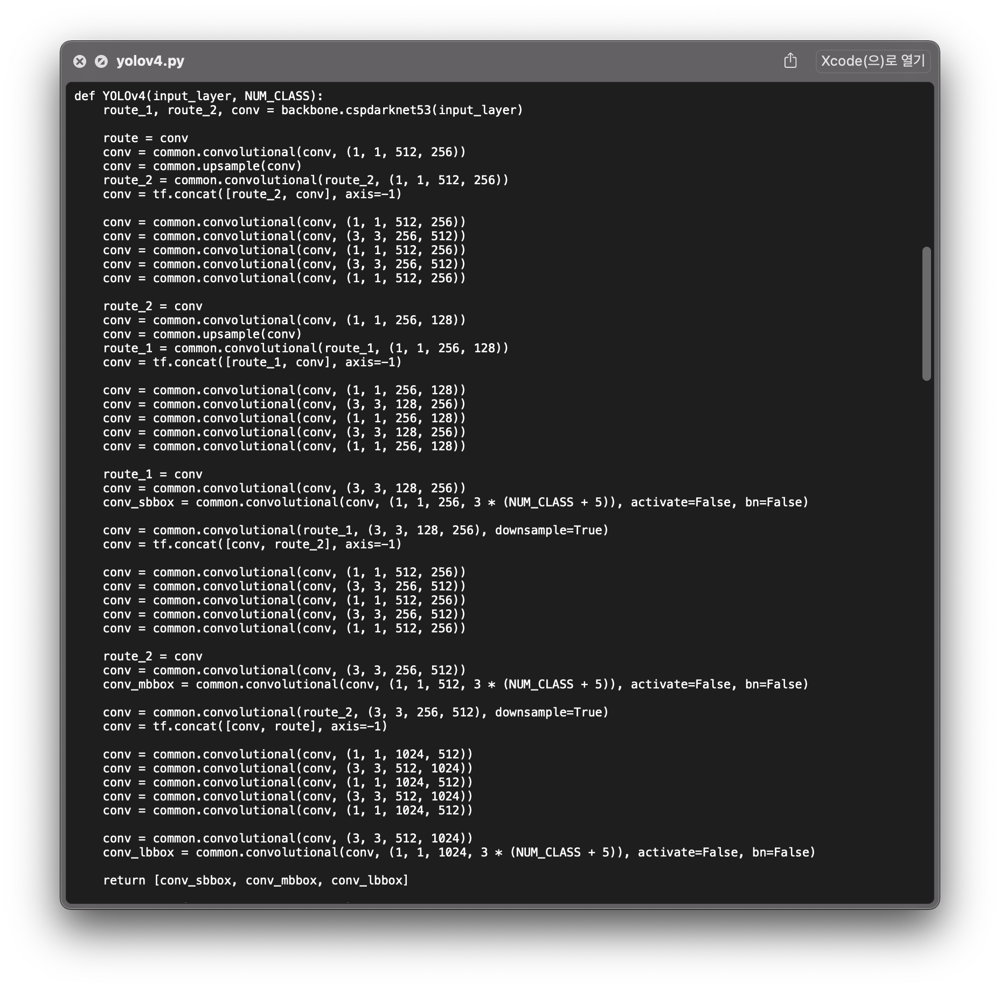 yolov4.py
Xcode(으)로 열기
def YOLOv4(input_layer, NUM_CLASS):
    route_1, route_2, conv = backbone.cspdarknet53(input_layer)

    route = conv
    conv = common.convolutional(conv, (1, 1, 512, 256))
    conv = common.upsample(conv)
    route_2 = common.convolutional(route_2, (1, 1, 512, 256))
    conv = tf.concat([route_2, conv], axis=-1)

    conv = common.convolutional(conv, (1, 1, 512, 256))
    conv = common.convolutional(conv, (3, 3, 256, 512))
    conv = common.convolutional(conv, (1, 1, 512, 256))
    conv = common.convolutional(conv, (3, 3, 256, 512))
    conv = common.convolutional(conv, (1, 1, 512, 256))

    route_2 = conv
    conv = common.convolutional(conv, (1, 1, 256, 128))
    conv = common.upsample(conv)
    route_1 = common.convolutional(route_1, (1, 1, 256, 128))
    conv = tf.concat([route_1, conv], axis=-1)

    conv = common.convolutional(conv, (1, 1, 256, 128))
    conv = common.convolutional(conv, (3, 3, 128, 256))
    conv = common.convolutional(conv, (1, 1, 256, 128))
    conv = common.convolutional(conv, (3, 3, 128, 256))
    conv = common.convolutional(conv, (1, 1, 256, 128))

    route_1 = conv
    conv = common.convolutional(conv, (3, 3, 128, 256))
    conv_sbbox = common.convolutional(conv, (1, 1, 256, 3 * (NUM_CLASS + 5)), activate=False, bn=False)

    conv = common.convolutional(route_1, (3, 3, 128, 256), downsample=True)
    conv = tf.concat([conv, route_2], axis=-1)

    conv = common.convolutional(conv, (1, 1, 512, 256))
    conv = common.convolutional(conv, (3, 3, 256, 512))
    conv = common.convolutional(conv, (1, 1, 512, 256))
    conv = common.convolutional(conv, (3, 3, 256, 512))
    conv = common.convolutional(conv, (1, 1, 512, 256))

    route_2 = conv
    conv = common.convolutional(conv, (3, 3, 256, 512))
    conv_mbbox = common.convolutional(conv, (1, 1, 512, 3 * (NUM_CLASS + 5)), activate=False, bn=False)

    conv = common.convolutional(route_2, (3, 3, 256, 512), downsample=True)
    conv = tf.concat([conv, route], axis=-1)

    conv = common.convolutional(conv, (1, 1, 1024, 512))
    conv = common.convolutional(conv, (3, 3, 512, 1024))
    conv = common.convolutional(conv, (1, 1, 1024, 512))
    conv = common.convolutional(conv, (3, 3, 512, 1024))
    conv = common.convolutional(conv, (1, 1, 1024, 512))

    conv = common.convolutional(conv, (3, 3, 512, 1024))
    conv_lbbox = common.convolutional(conv, (1, 1, 1024, 3 * (NUM_CLASS + 5)), activate=False, bn=False)

    return [conv_sbbox, conv_mbbox, conv_lbbox]